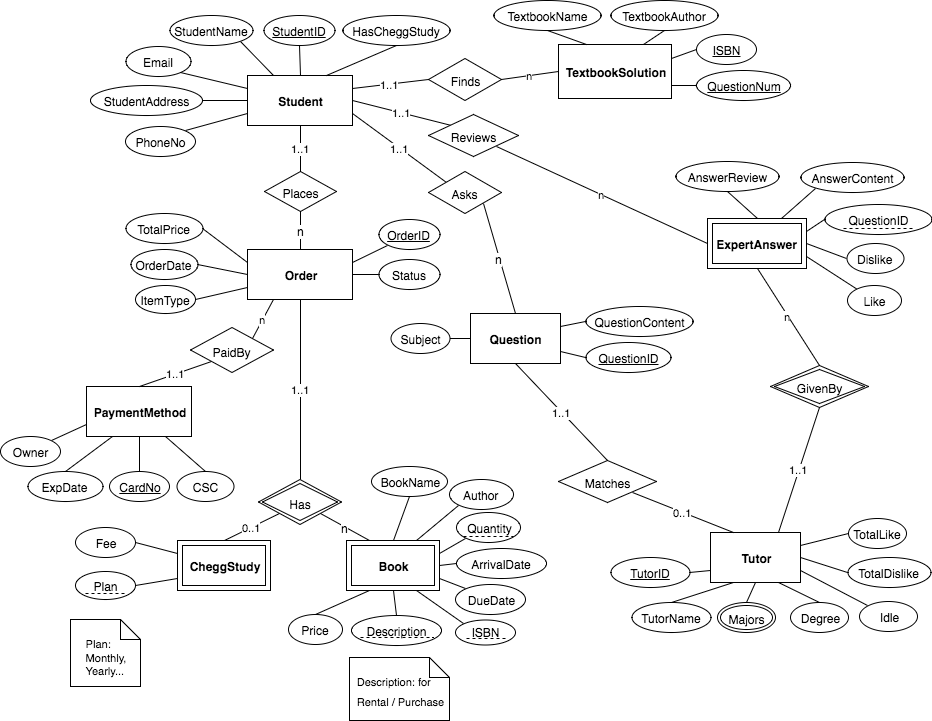 TextbookName
TextbookAuthor
StudentName
StudentID
HasCheggStudy
ISBN
Email
TextbookSolution
Finds
n
1..1
QuestionNum
StudentAddress
Student
1..1
Reviews
PhoneNo
1..1
1..1
AnswerReview
AnswerContent
Places
Asks
n
QuestionID
TotalPrice
n
OrderID
ExpertAnswer
Dislike
OrderDate
n
Order
Status
ItemType
Like
n
n
QuestionContent
Subject
Question
PaidBy
QuestionID
1..1
GivenBy
1..1
PaymentMethod
1..1
Owner
1..1
ExpDate
CardNo
CSC
BookName
Matches
Author
Has
0..1
0..1
n
Quantity
TotalLike
Fee
CheggStudy
Book
ArrivalDate
Tutor
TutorID
TotalDislike
Plan
DueDate
TutorName
Majors
Degree
Idle
Price
Description
ISBN
Plan:
Monthly,
Yearly...
Description: for
Rental / Purchase